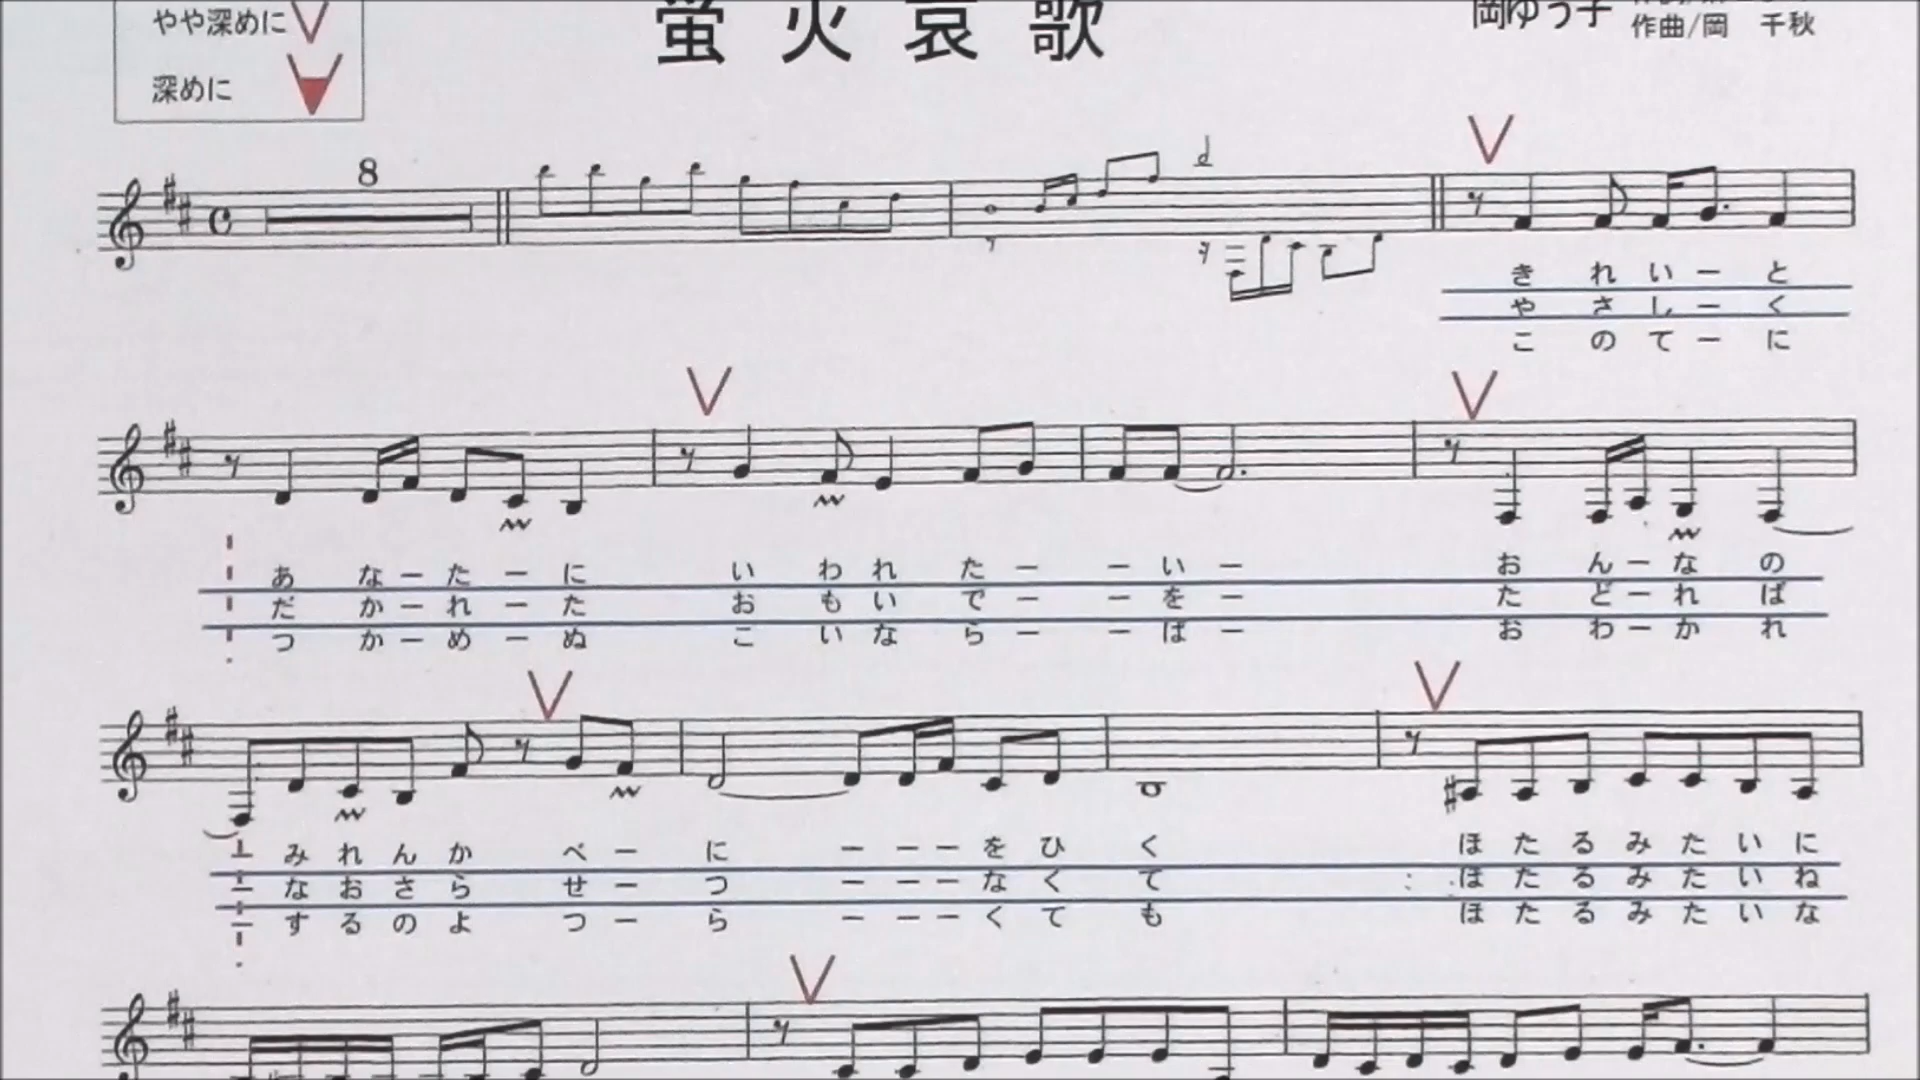 やや深めに
深めに
螢火哀歌
岡ゆう子
作曲/岡 千秋
8
きれいーと
やさしーく
このてーに
あなーたーに いわれたーーいー おんーなの
だかーれーた おもいでーーをー たどーれば
つかーめーぬ こいならーーばー おわーかれ
ーみれんかべーにーーーをひく ほたるみたいに
ーなおさらせーつーーーなくて ほたるみたいね
ーするのよつーらーーーくても ほたるみたいな